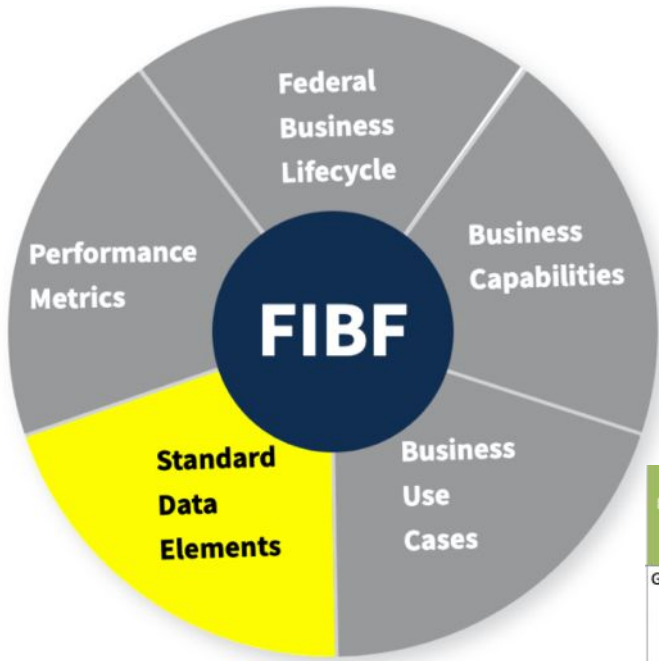 Federal
Business
Lifecycle
Business
Capabilities
Performance
Metrics
FIBF
Standard
Data
Elements
Business
Use
Cases